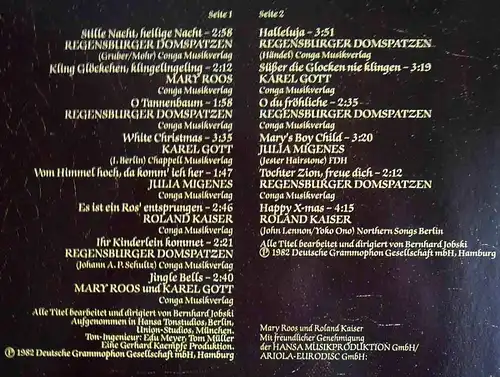 Seite 1
Stille Nacht, heilige Nacht – 2:58
REGENSBURGER DOMSPATZEN
(Gruber/Mohr) Conga Musikverlag
Kling Glöckchen, klingelingeling – 2:12
MARY ROOS
Conga Musikverlag
O Tannenbaum – 1:58
REGENSBURGER DOMSPATZEN
Conga Musikverlag
White Christmas – 3:35
KAREL GOTT
(I. Berlin) Chappell Musikverlag
Vom Himmel hoch, da komm' ich her – 1:47
JULIA MIGENES
Conga Musikverlag
Es ist ein Ros' entsprungen – 2:46
ROLAND KAISER
Conga Musikverlag
Ihr Kinderlein kommet – 2:21
REGENSBURGER DOMSPATZEN
(Johann A. P. Schultz) Conga Musikverlag
Jingle Bells – 2:40
MARY ROOS und KAREL GOTT
Conga Musikverlag
Alle Titel bearbeitet und dirigiert von Bernhard Jobski
Aufgenommen in Hansa Tonstudios, Berlin,
Union-Studios, München.
Ton-Ingenieur: Edu Meyer, Tom Müller
Eine Gerhard Kaempfe Produktion.
℗ 1982 Deutsche Grammophon Gesellschaft mbH, Hamburg
Seite 2
Halleluja – 3:51
REGENSBURGER DOMSPATZEN
(Händel) Conga Musikverlag
Süßer die Glocken nie klingen – 3:19
KAREL GOTT
Conga Musikverlag
O du fröhliche – 2:35
REGENSBURGER DOMSPATZEN
Conga Musikverlag
Mary's Boy Child – 3:20
JULIA MIGENES
(Jester Hairstone) FDH
Tochter Zion, freue dich – 2:12
REGENSBURGER DOMSPATZEN
Conga Musikverlag
Happy X-mas – 4:15
ROLAND KAISER
(John Lennon/Yoko Ono) Northern Songs Berlin
Alle Titel bearbeitet und dirigiert von Bernhard Jobski
℗ 1982 Deutsche Grammophon Gesellschaft mbH, Hamburg
Mary Roos und Roland Kaiser
Mit freundlicher Genehmigung
der HANSA MUSIKPRODUKTION GmbH/
ARIOLA-EURODISC GmbH: